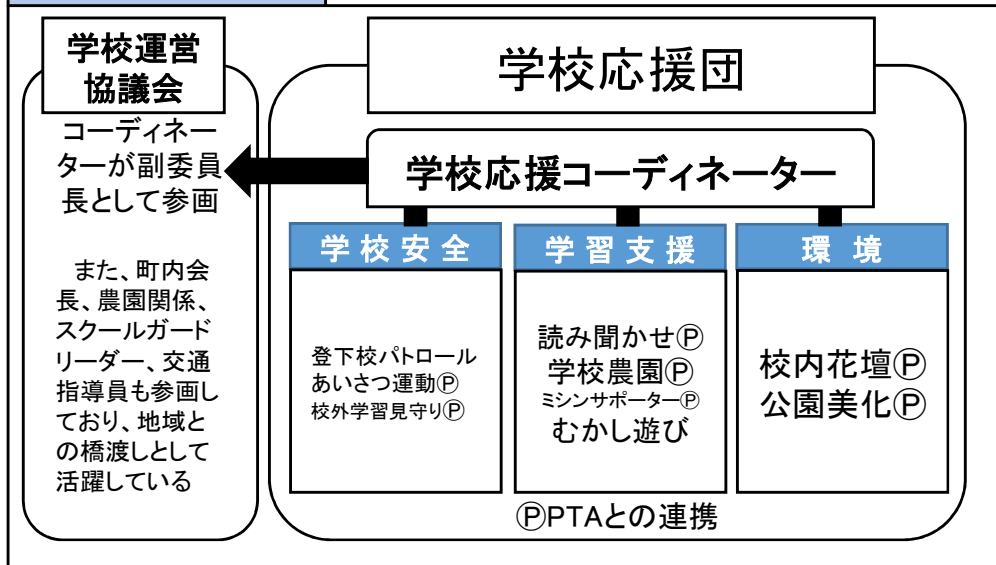 学校運営
協議会
コーディネー
ターが副委員
長として参画
また、町内会
長、農園関係、
スクールガード
リーダー、交通
指導員も参画し
ており、地域と
の橋渡しとして
活躍している
学校応援団
学校応援コーディネーター
学校安全
登下校パトロール
あいさつ運動Ⓟ
校外学習見守りⓅ
学習支援
読み聞かせⓅ
学校農園Ⓟ
ミシンサポーターⓅ
むかし遊び
環境
校内花壇Ⓟ
公園美化Ⓟ
ⓅPTAとの連携